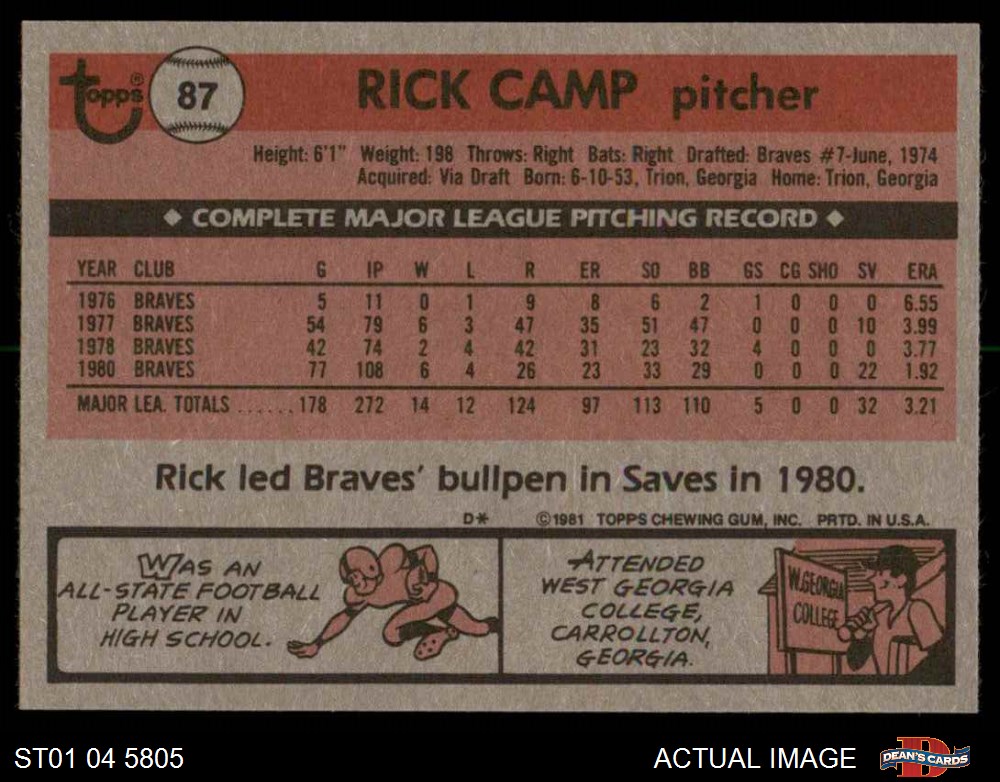 topps® 87 RICK CAMP pitcher
Height: 6'1" Weight: 198 Throws: Right Bats: Right Drafted: Braves #7-June, 1974
Acquired: Via Draft Born: 6-10-53, Trion, Georgia Home: Trion, Georgia
◆ COMPLETE MAJOR LEAGUE PITCHING RECORD ◆
YEAR CLUB G IP W L R ER SO BB GS CG SHO SV ERA
1976 BRAVES 5 11 0 1 9 8 6 2 1 0 0 0 6.55
1977 BRAVES 54 79 6 3 47 35 51 47 0 0 0 10 3.99
1978 BRAVES 42 74 2 4 42 31 23 32 4 0 0 0 3.77
1980 BRAVES 77 108 6 4 26 23 33 29 0 0 0 22 1.92
MAJOR LEA. TOTALS ......178 272 14 12 124 97 113 110 5 0 0 32 3.21
Rick led Braves' bullpen in Saves in 1980.
D* ©1981 TOPPS CHEWING GUM, INC. PRTD. IN U.S.A.
WAS AN
ALL-STATE FOOTBALL
PLAYER IN
HIGH SCHOOL.
ATTENDED
WEST GEORGIA
COLLEGE,
CARROLLTON,
GEORGIA.
W.GEORGIA
COLLEGE
ST01 04 5805 ACTUAL IMAGE DEAN'S CARDS